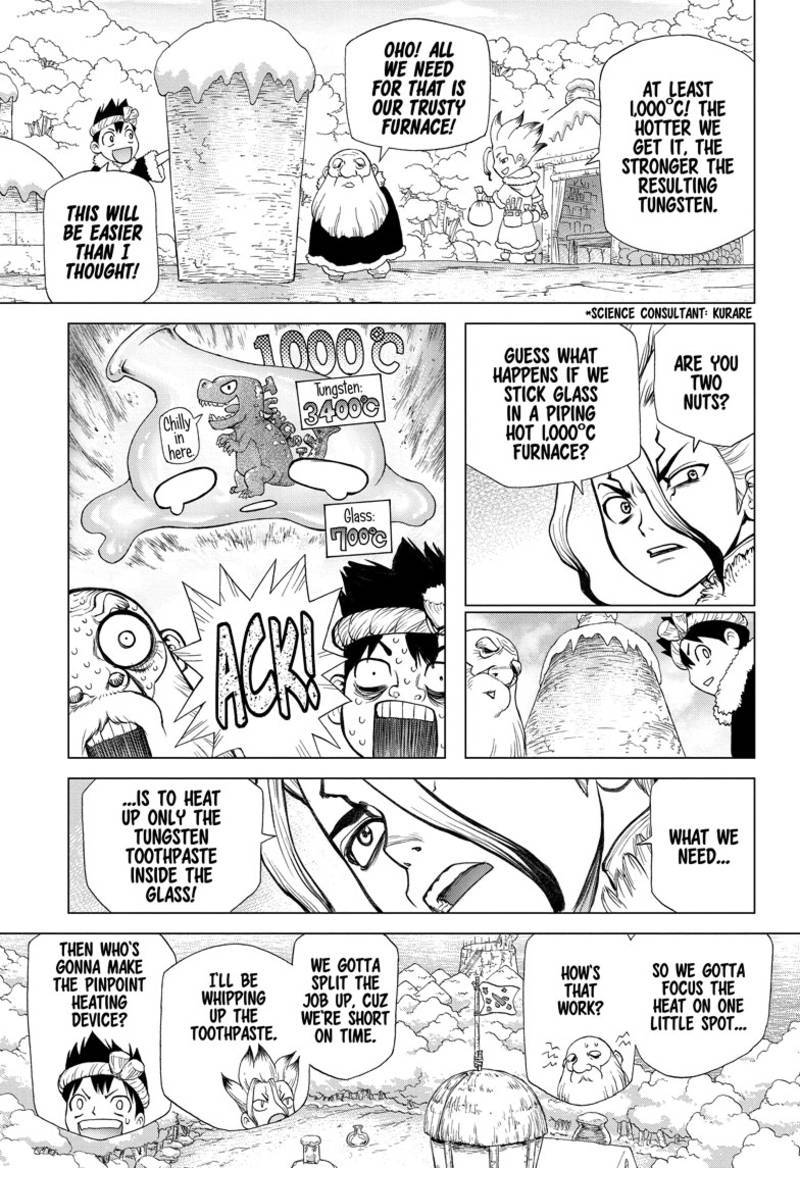 AT LEAST
1,000°C! THE
HOTTER WE
GET IT, THE
STRONGER THE
RESULTING
TUNGSTEN.
OHO! ALL
WE NEED
FOR THAT IS
OUR TRUSTY
FURNACE!
THIS WILL
BE EASIER
THAN I
THOUGHT!
*SCIENCE CONSULTANT: KURARE
ARE YOU
TWO
NUTS?
GUESS WHAT
HAPPENS IF WE
STICK GLASS
IN A PIPING
HOT 1,000°C
FURNACE?
1,000°C
Tungsten:
3400°C
Chilly
in
here.
Glass:
700°C
ACK!
WHAT WE
NEED...
...IS TO HEAT
UP ONLY THE
TUNGSTEN
TOOTHPASTE
INSIDE THE
GLASS!
SO WE GOTTA
FOCUS THE
HEAT ON ONE
LITTLE SPOT...
HOW'S
THAT
WORK?
WE GOTTA
SPLIT THE
JOB UP, CUZ
WE'RE SHORT
ON TIME.
I'LL BE
WHIPPING
UP THE
TOOTHPASTE.
THEN WHO'S
GONNA MAKE
THE PINPOINT
HEATING
DEVICE?